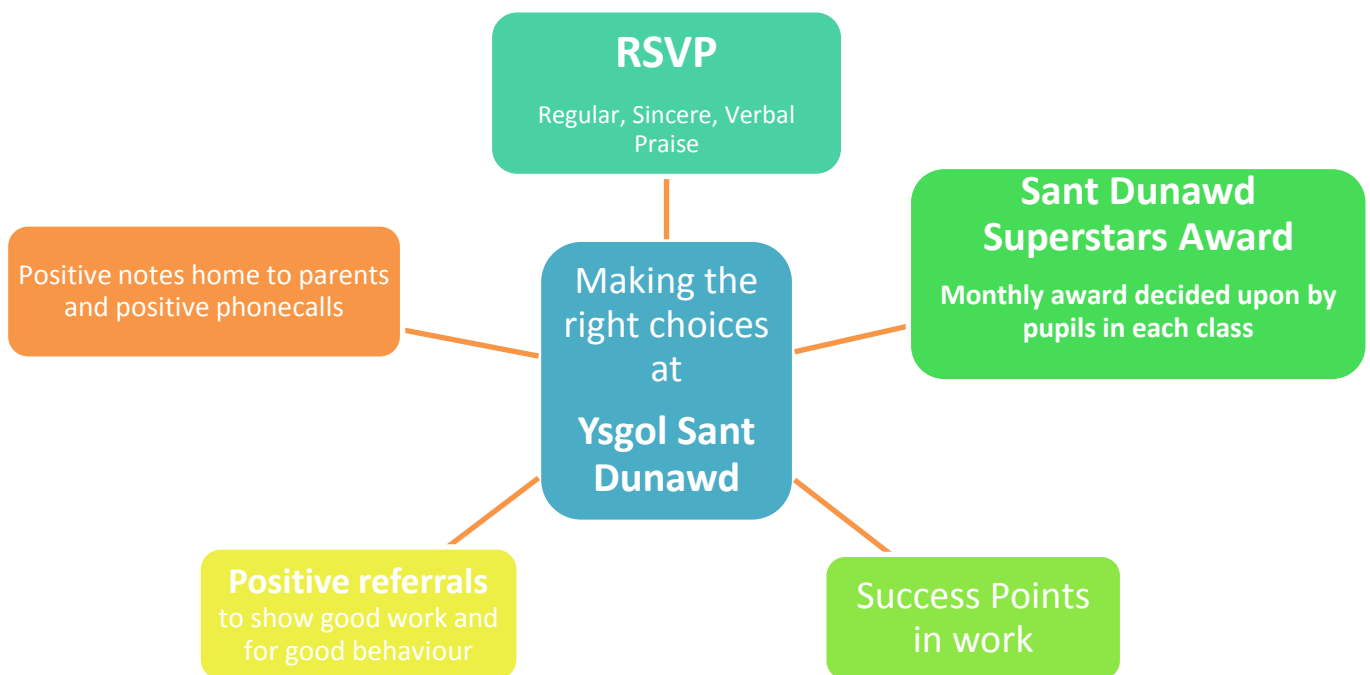 RSVP
Regular, Sincere, Verbal
Praise
Sant Dunawd
Superstars Award
Monthly award decided upon by
pupils in each class
Positive notes home to parents
and positive phonecalls
Making the
right choices
at
Ysgol Sant
Dunawd
Positive referrals
to show good work and
for good behaviour
Success Points
in work